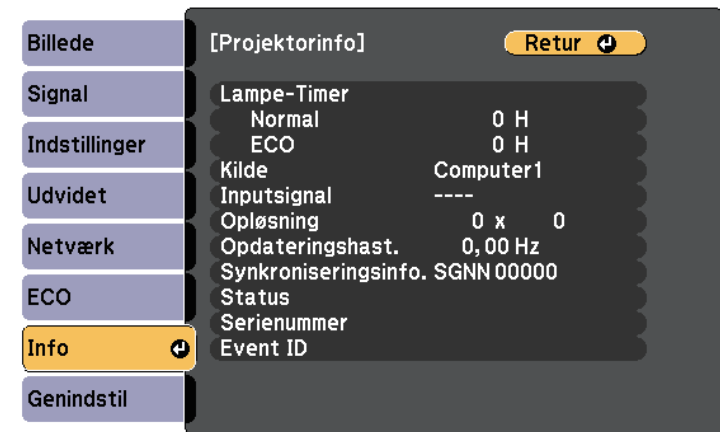 Billede
Signal
Indstillinger
Udvidet
Netværk
ECO
Info
Genindstil
[Projektorinfo] Retur
Lampe-Timer
Normal 0 H
ECO 0 H
Kilde Computer1
Inputsignal ----
Opløsning 0 x 0
Opdateringshast. 0,00 Hz
Synkroniseringsinfo. SGNN 00000
Status
Serienummer
Event ID